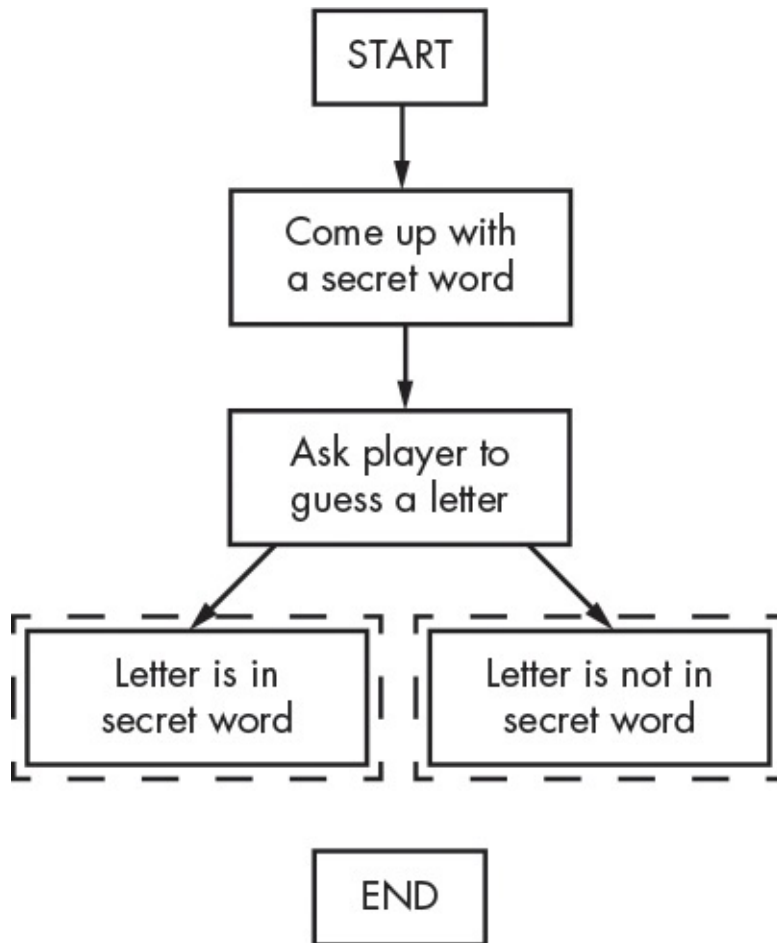 START
Come up with
a secret word
Ask player to
guess a letter
Letter is in
secret word
Letter is not in
secret word
END